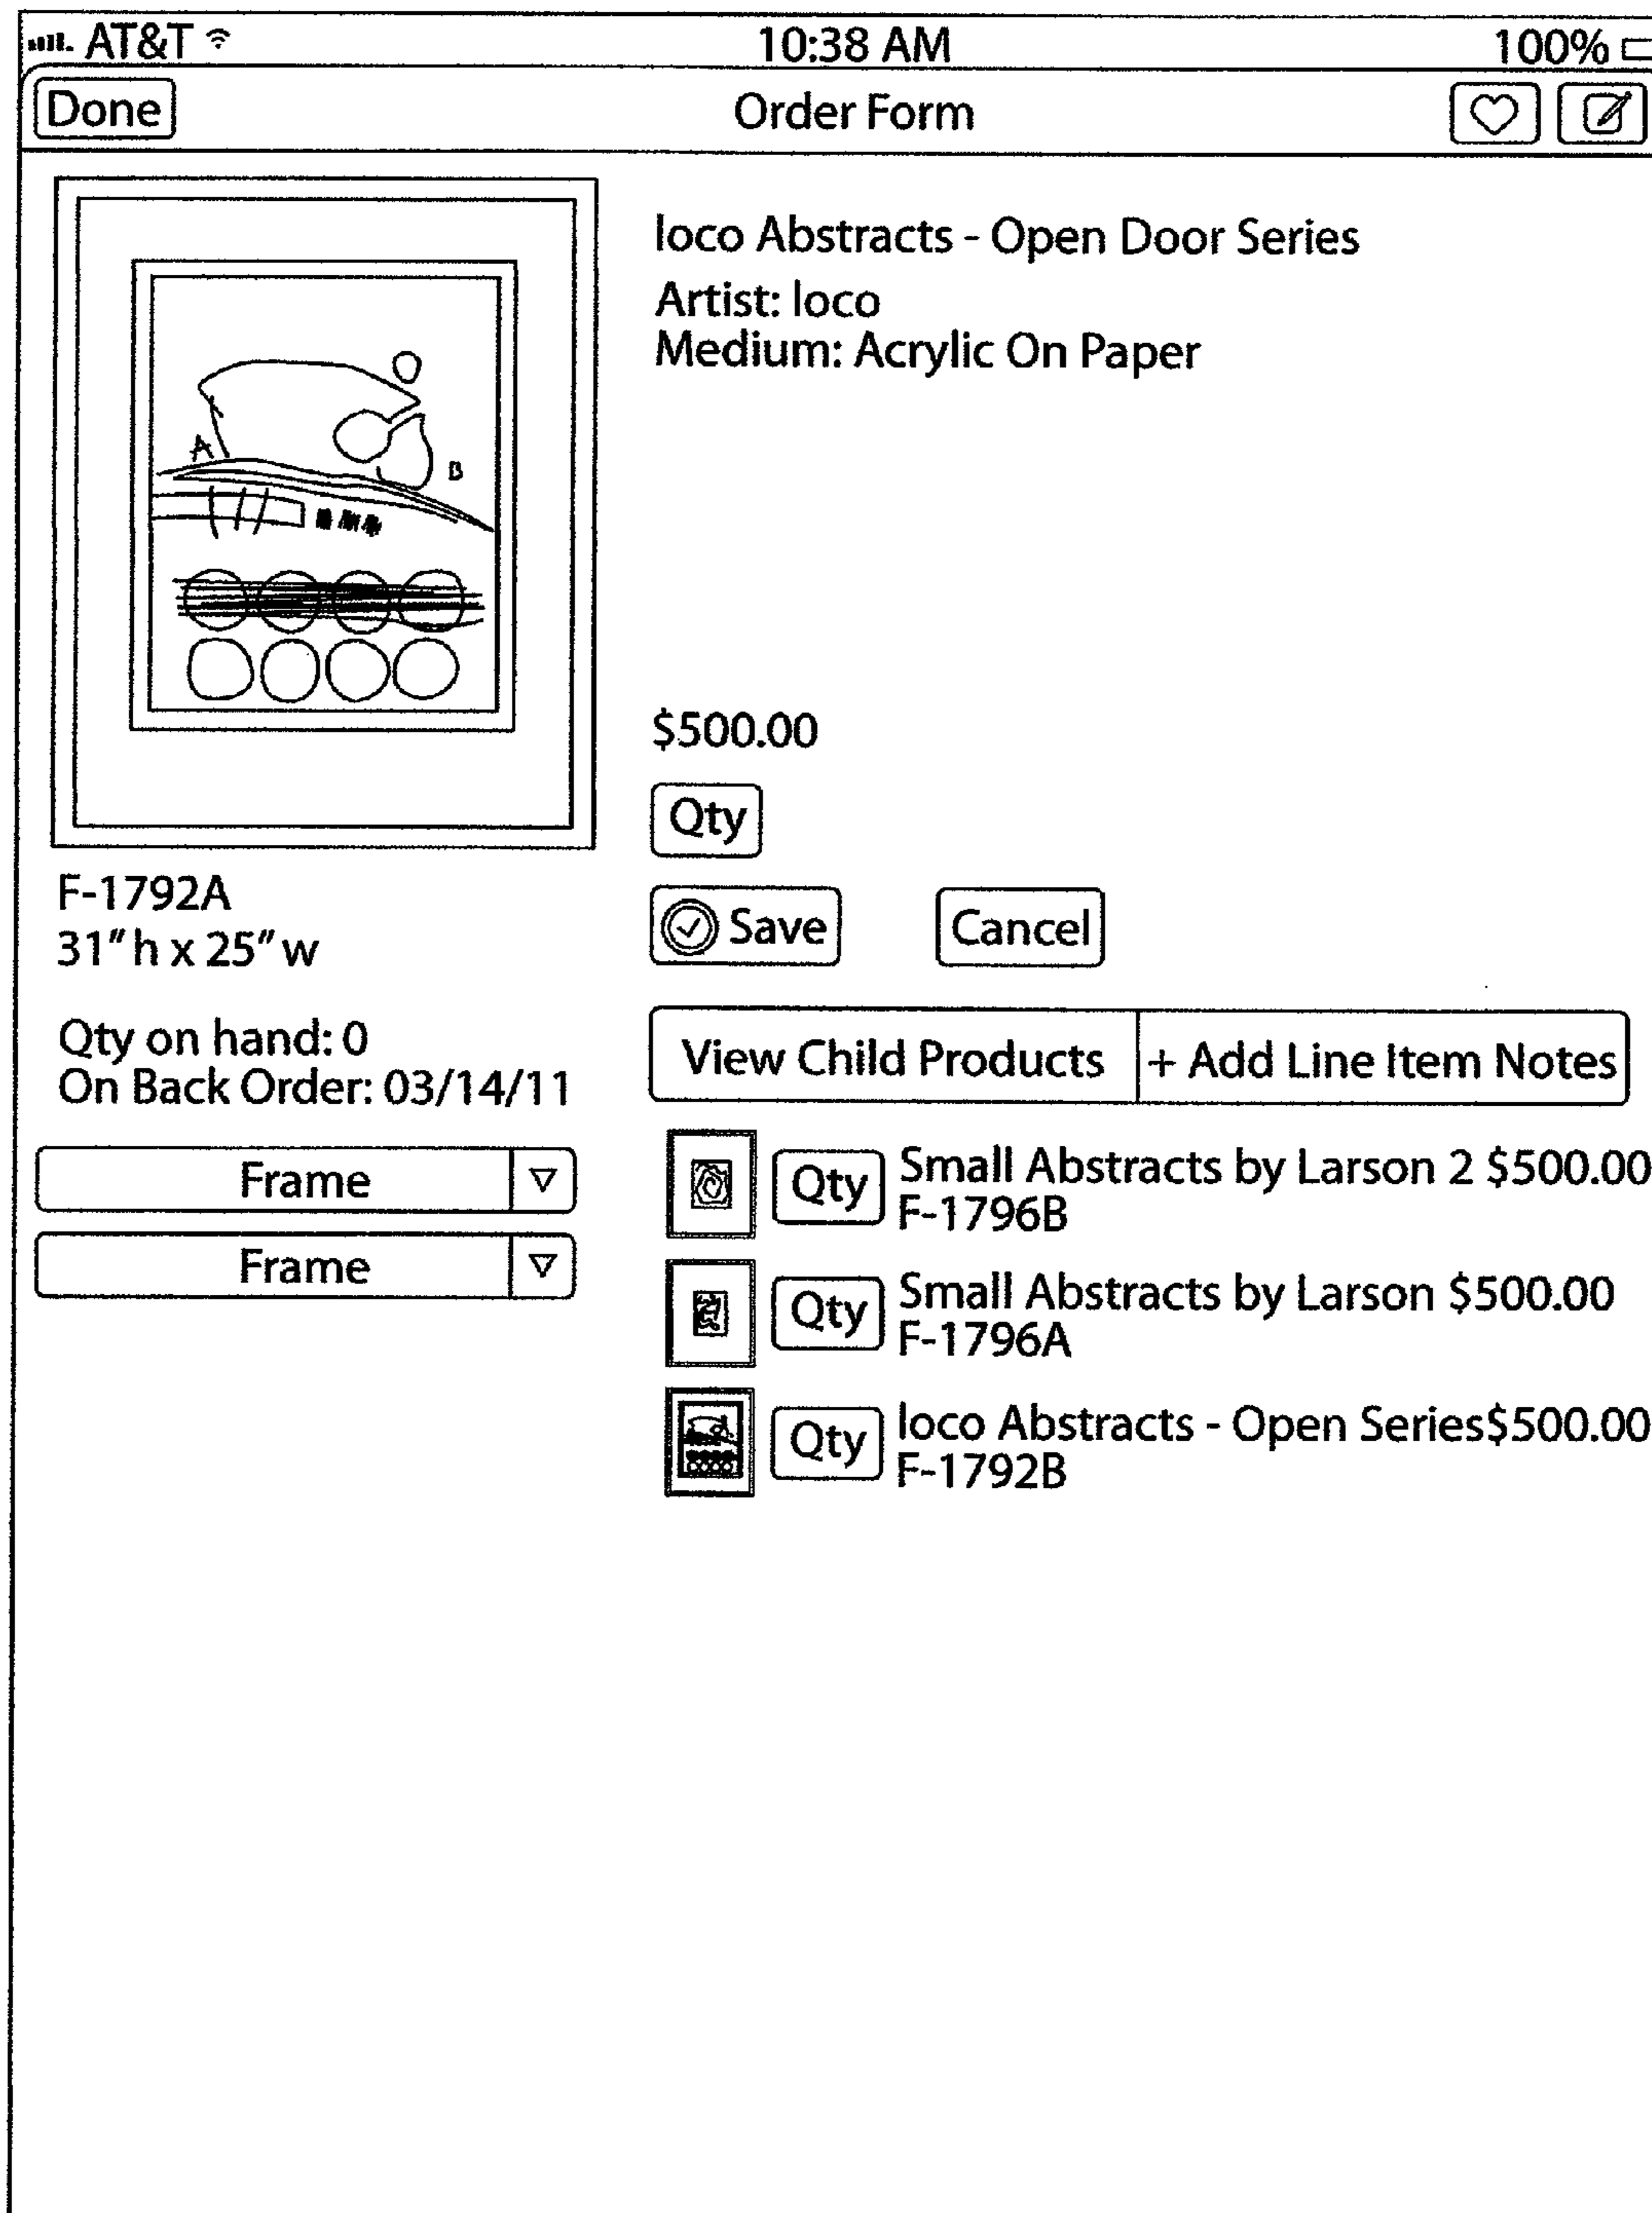 AT&T 10:38 AM 100%
Done Order Form
loco Abstracts - Open Door Series
Artist: loco
Medium: Acrylic On Paper
A
B
$500.00
Qty
F-1792A
31"h x 25"w
Save Cancel
Qty on hand: 0
On Back Order: 03/14/11
View Child Products + Add Line Item Notes
Frame
Frame
Qty Small Abstracts by Larson 2 $500.00
F-1796B
Qty Small Abstracts by Larson $500.00
F-1796A
Qty loco Abstracts - Open Series$500.00
F-1792B